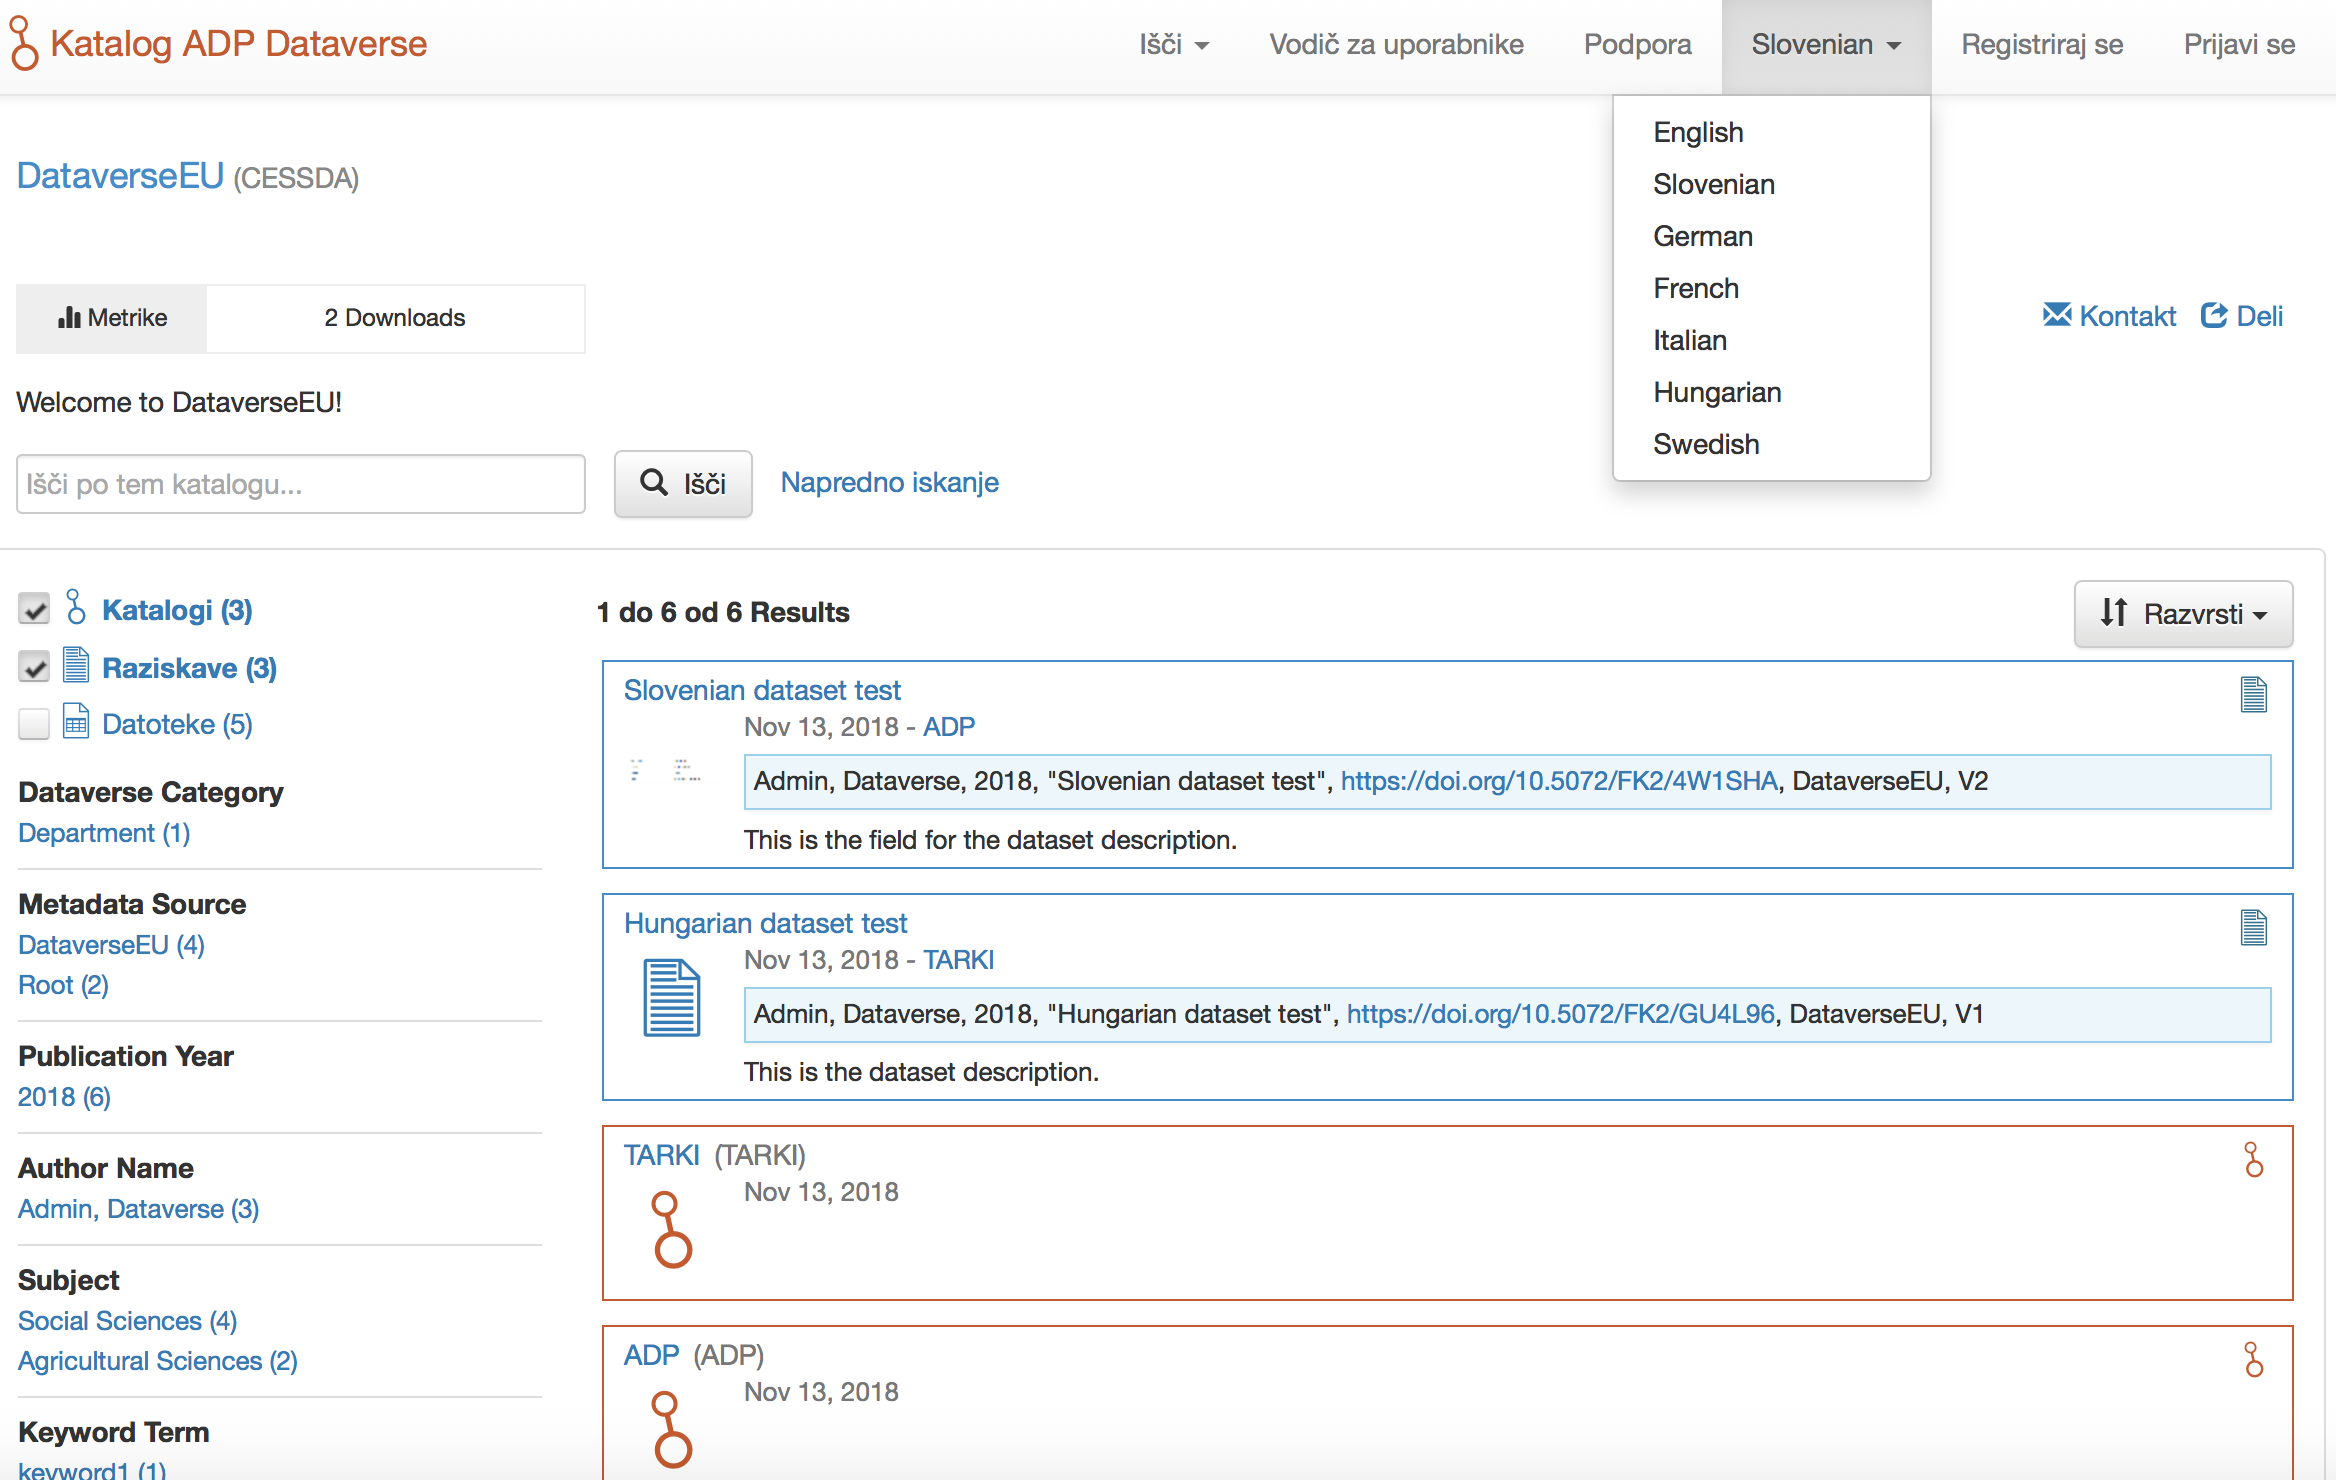 Katalog ADP Dataverse
Išči Vodič za uporabnike Podpora Slovenian Registriraj se Prijavi se
English
Slovenian
German
French
Italian
Hungarian
Swedish
DataverseEU (CESSDA)
Metrike 2 Downloads
Kontakt Deli
Welcome to DataverseEU!
Išči po tem katalogu...
Išči
Napredno iskanje
Katalogi (3)
Raziskave (3)
Datoteke (5)
Dataverse Category
Department (1)
Metadata Source
DataverseEU (4)
Root (2)
Publication Year
2018 (6)
Author Name
Admin, Dataverse (3)
Subject
Social Sciences (4)
Agricultural Sciences (2)
Keyword Term
keyword1 (1)
1 do 6 od 6 Results
Razvrsti
Slovenian dataset test
Nov 13, 2018 - ADP
Admin, Dataverse, 2018, "Slovenian dataset test", https://doi.org/10.5072/FK2/4W1SHA, DataverseEU, V2
This is the field for the dataset description.
Hungarian dataset test
Nov 13, 2018 - TARKI
Admin, Dataverse, 2018, "Hungarian dataset test", https://doi.org/10.5072/FK2/GU4L96, DataverseEU, V1
This is the dataset description.
TARKI (TARKI)
Nov 13, 2018
ADP (ADP)
Nov 13, 2018